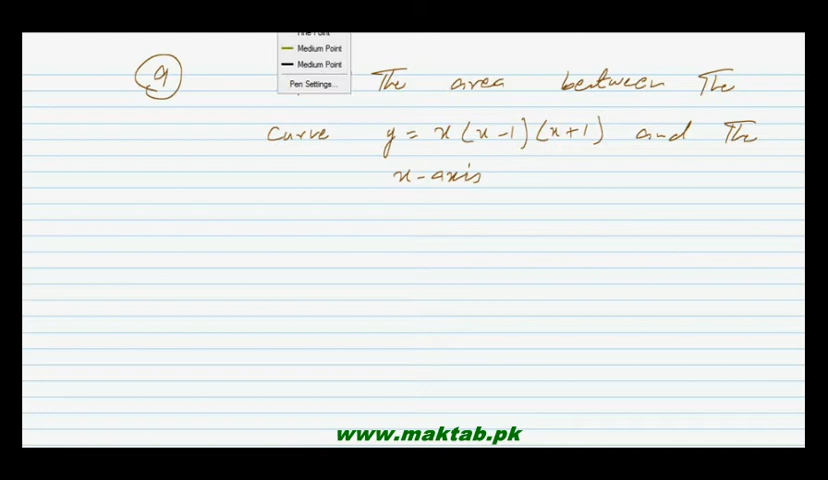 Medium Point
Medium Point
Pen Settings...
9 The area between the
curve y = x(x-1)(x+1) and the
x-axis
www.maktab.pk